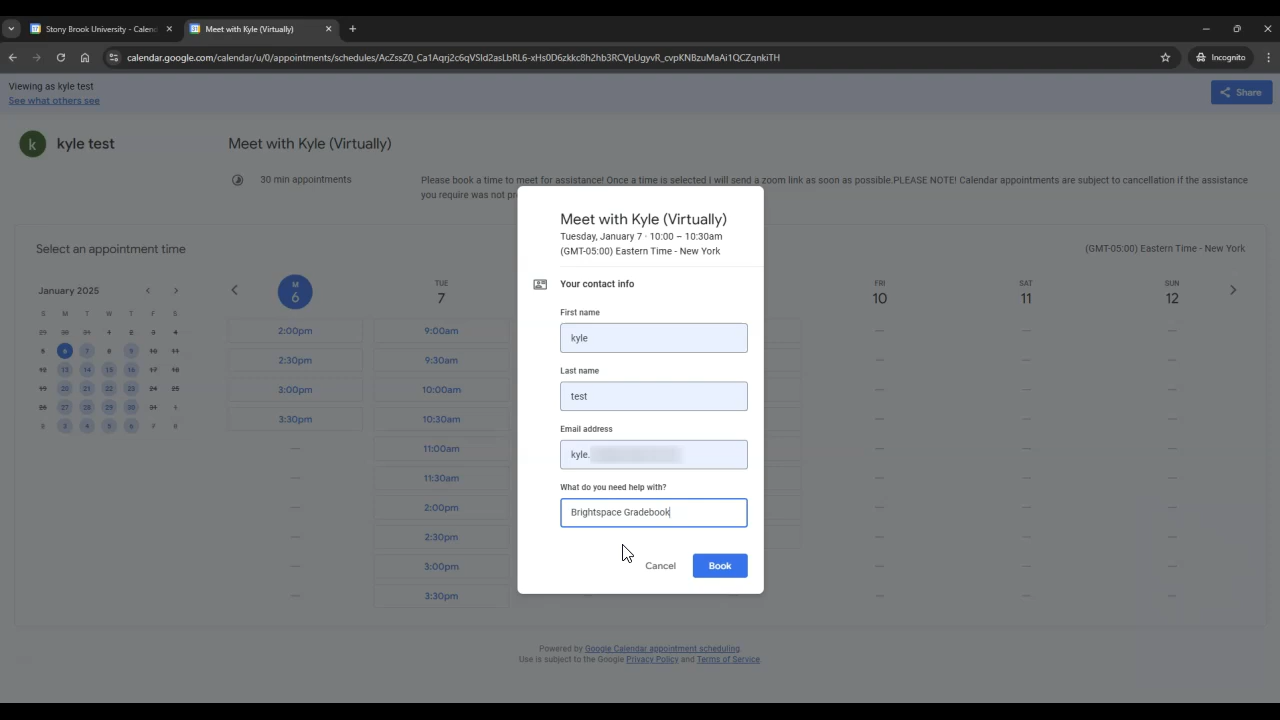 Stony Brook University - Calend
Meet with Kyle (Virtually)
calendar.google.com/calendar/u/0/appointments/schedules/AcZssZ0_Ca1Aqrj2c6qVSld2asLbRL6-xHs0D6zkkc8h2hb3RCVpUgyvR_cvpKN8zuMaAi1QCZqnkiTH
Incognito
Viewing as kyle test
See what others see
Share
k
kyle test
Meet with Kyle (Virtually)
30 min appointments
Please book a time to meet for assistance! Once a time is selected I will send a zoom link as soon as possible.PLEASE NOTE! Calendar appointments are subject to cancellation if the assistance
you require was not pr
Select an appointment time
(GMT-05:00) Eastern Time - New York
January 2025
S M T W T F S
29 30 31 1 2 3 4
5 6 7 8 9 10 11
12 13 14 15 16 17 18
19 20 21 22 23 24 25
26 27 28 29 30 31 1
2 3 4 5 6 7 8
M
6
2:00pm
2:30pm
3:00pm
3:30pm
TUE
7
9:00am
9:30am
10:00am
10:30am
11:00am
11:30am
2:00pm
2:30pm
3:00pm
3:30pm
FRI
10
SAT
11
SUN
12
Meet with Kyle (Virtually)
Tuesday, January 7 · 10:00 – 10:30am
(GMT-05:00) Eastern Time - New York
Your contact info
First name
kyle
Last name
test
Email address
kyle.
What do you need help with?
Brightspace Gradebook
Cancel
Book
Powered by Google Calendar appointment scheduling
Use is subject to the Google Privacy Policy and Terms of Service